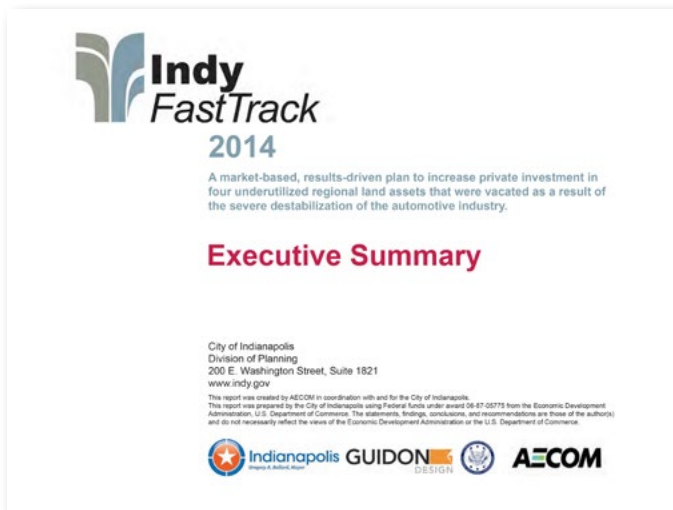 Indy
FastTrack
2014
A market-based, results-driven plan to increase private investment in
four underutilized regional land assets that were vacated as a result of
the severe destabilization of the automotive industry.
Executive Summary
City of Indianapolis
Division of Planning
200 E. Washington Street, Suite 1821
www.indy.gov
This report was created by AECOM in coordination with and for the City of Indianapolis.
This report was prepared by the City of Indianapolis using Federal funds under award 06-87-05775 from the Economic Development
Administration, U.S. Department of Commerce. The statements, findings, conclusions, and recommendations are those of the author(s)
and do not necessarily reflect the views of the Economic Development Administration or the U.S. Department of Commerce.
Indianapolis
Gregory A. Ballard, Mayor
GUIDON
DESIGN
AECOM